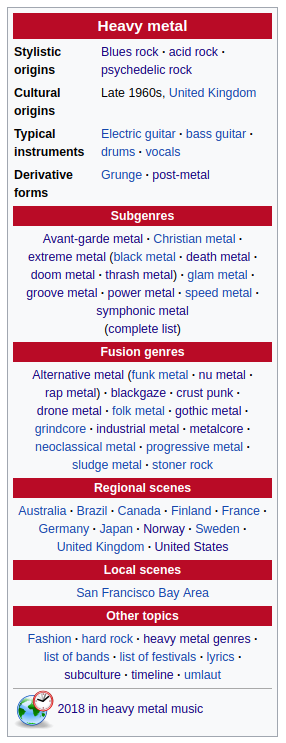 Heavy metal
Stylistic origins
Blues rock · acid rock · psychedelic rock
Cultural origins
Late 1960s, United Kingdom
Typical instruments
Electric guitar · bass guitar · drums · vocals
Derivative forms
Grunge · post-metal
Subgenres
Avant-garde metal · Christian metal ·
extreme metal (black metal · death metal ·
doom metal · thrash metal) · glam metal ·
groove metal · power metal · speed metal ·
symphonic metal
(complete list)
Fusion genres
Alternative metal (funk metal · nu metal ·
rap metal) · blackgaze · crust punk ·
drone metal · folk metal · gothic metal ·
grindcore · industrial metal · metalcore ·
neoclassical metal · progressive metal ·
sludge metal · stoner rock
Regional scenes
Australia · Brazil · Canada · Finland · France ·
Germany · Japan · Norway · Sweden ·
United Kingdom · United States
Local scenes
San Francisco Bay Area
Other topics
Fashion · hard rock · heavy metal genres ·
list of bands · list of festivals · lyrics ·
subculture · timeline · umlaut
2018 in heavy metal music